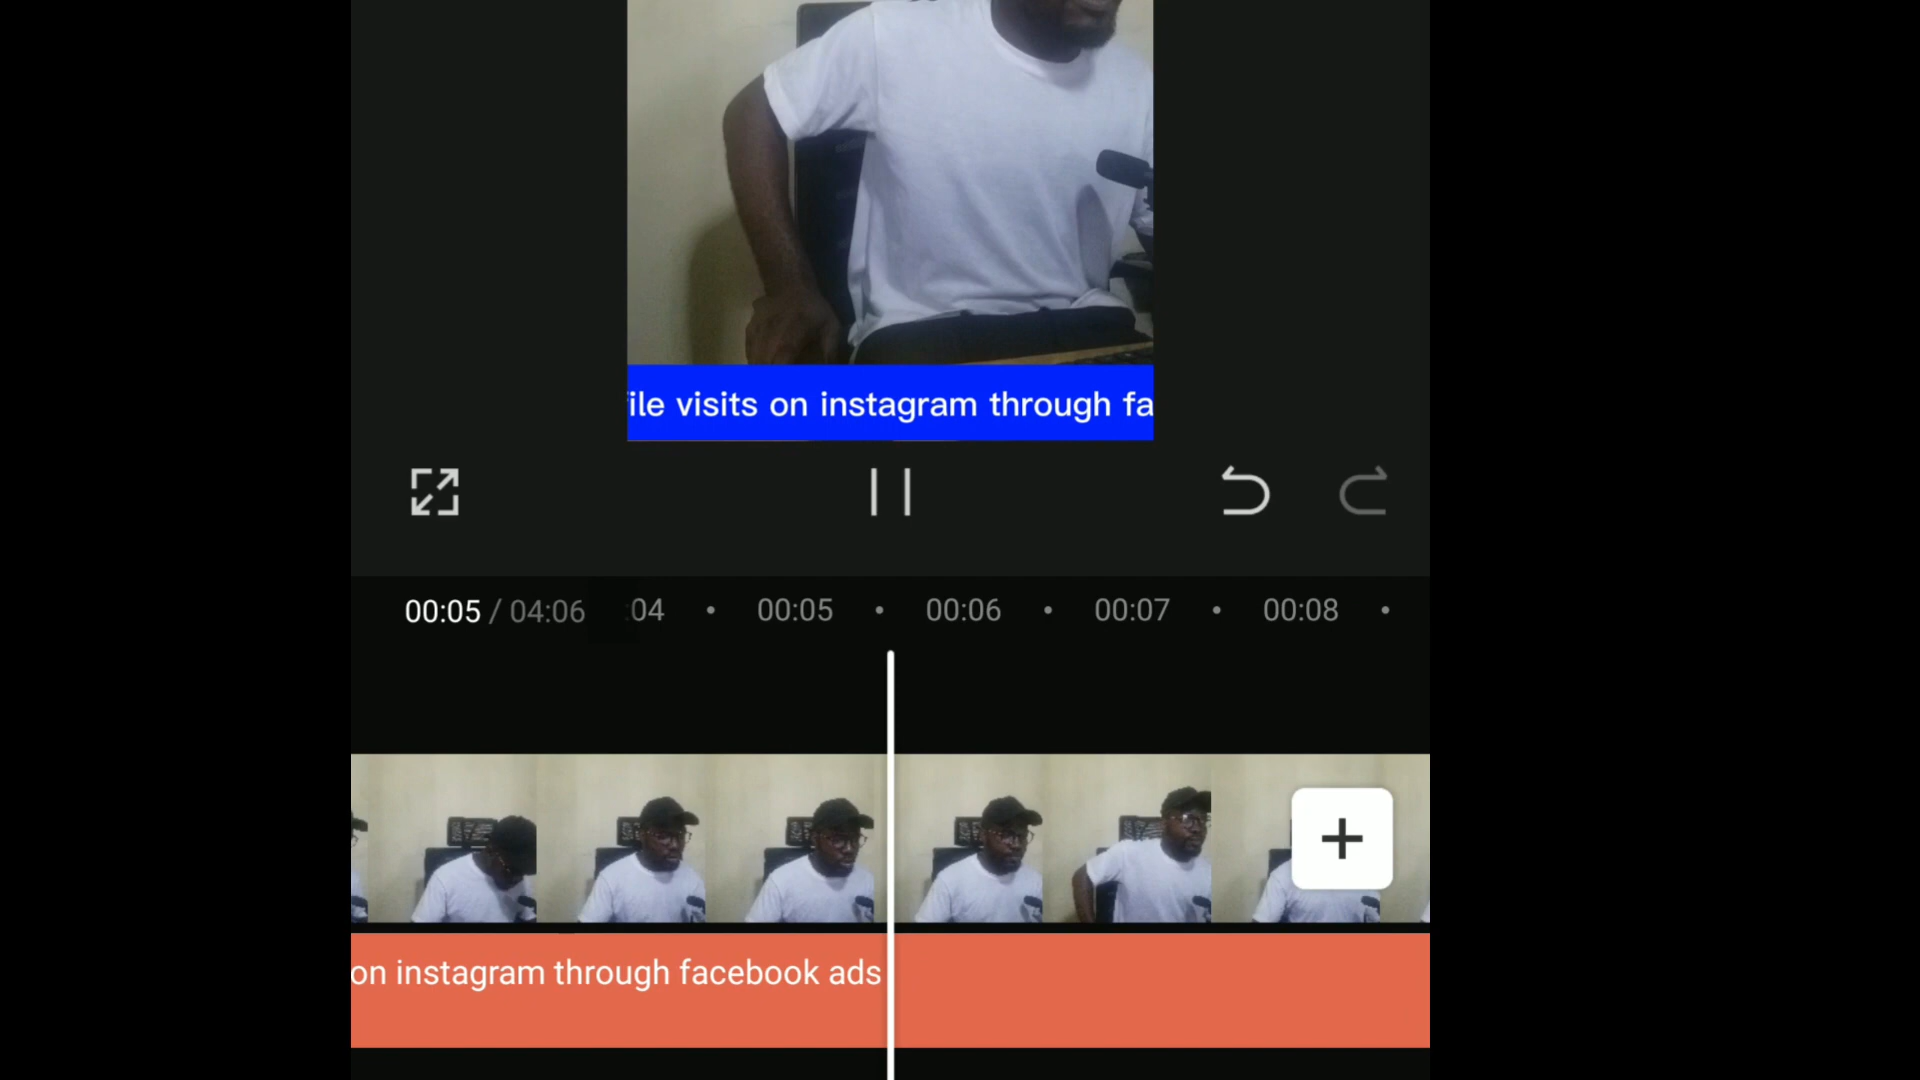 ile visits on instagram through fa
00:05 / 04:06 :04 00:05 00:06 00:07 00:08
on instagram through facebook ads